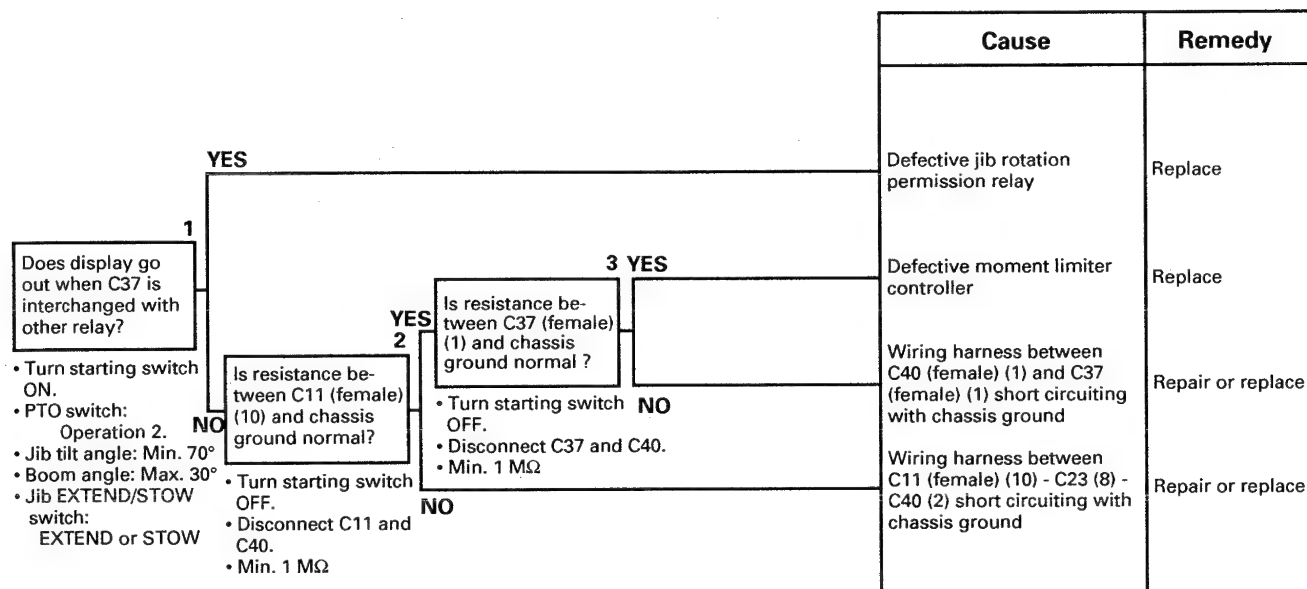 Cause
Remedy
YES
Defective jib rotation
permission relay
Replace
1
Does display go
out when C37 is
interchanged with
other relay?
• Turn starting switch
ON.
• PTO switch:
Operation 2.
• Jib tilt angle: Min. 70°
• Boom angle: Max. 30°
• Jib EXTEND/STOW
switch:
EXTEND or STOW
NO
2
Is resistance be-
tween C11 (female)
(10) and chassis
ground normal?
• Turn starting switch
OFF.
• Disconnect C11 and
C40.
• Min. 1 MΩ
YES
3
Is resistance be-
tween C37 (female)
(1) and chassis
ground normal ?
• Turn starting switch
OFF.
• Disconnect C37 and C40.
• Min. 1 MΩ
YES
Defective moment limiter
controller
Replace
NO
Wiring harness between
C40 (female) (1) and C37
(female) (1) short circuiting
with chassis ground
Repair or replace
NO
Wiring harness between
C11 (female) (10) - C23 (8) -
C40 (2) short circuiting with
chassis ground
Repair or replace